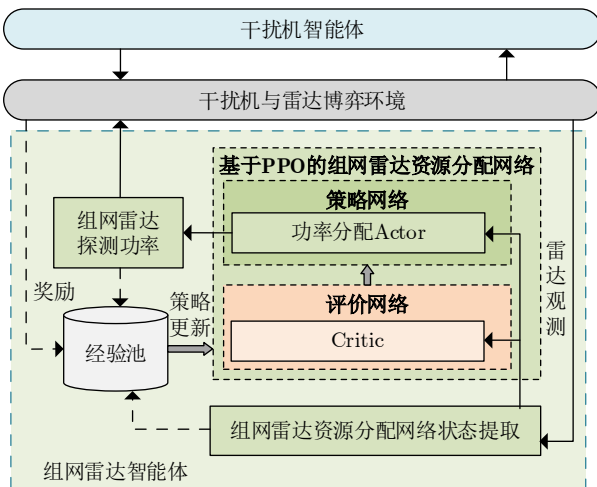 干扰机智能体
干扰机与雷达博弈环境
基于PPO的组网雷达资源分配网络
策略网络
功率分配Actor
组网雷达
探测功率
奖励
策略
更新
评价网络
Critic
经验池
雷达观测
组网雷达资源分配网络状态提取
组网雷达智能体